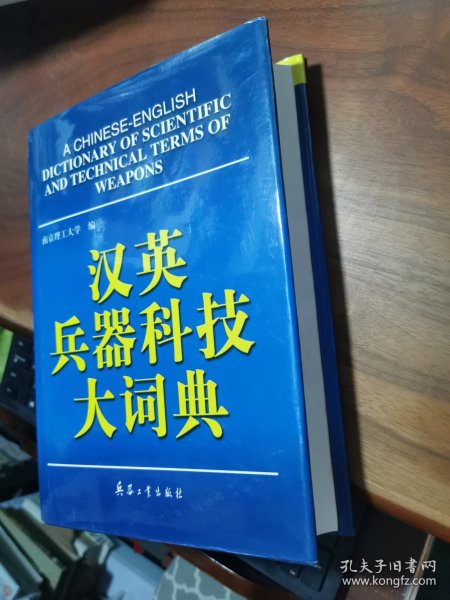 A CHINESE-ENGLISH
DICTIONARY OF SCIENTIFIC
AND TECHNICAL TERMS OF
WEAPONS
南京理工大学 编
汉英
兵器科技
大词典
兵器工业出版社
孔夫子旧书网
www.kongfz.com